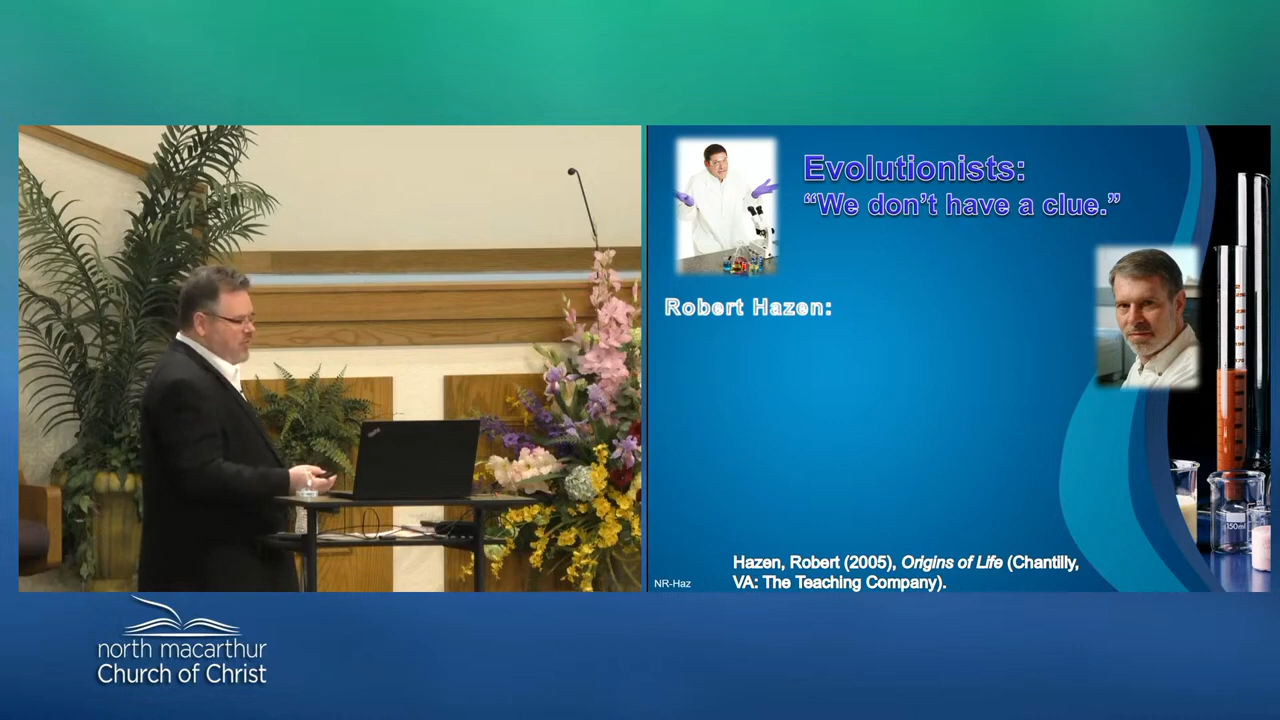 Evolutionists:
“We don’t have a clue.”
Robert Hazen:
Hazen, Robert (2005), Origins of Life (Chantilly,
VA: The Teaching Company).
NR-Haz
150ml
north macarthur
Church of Christ